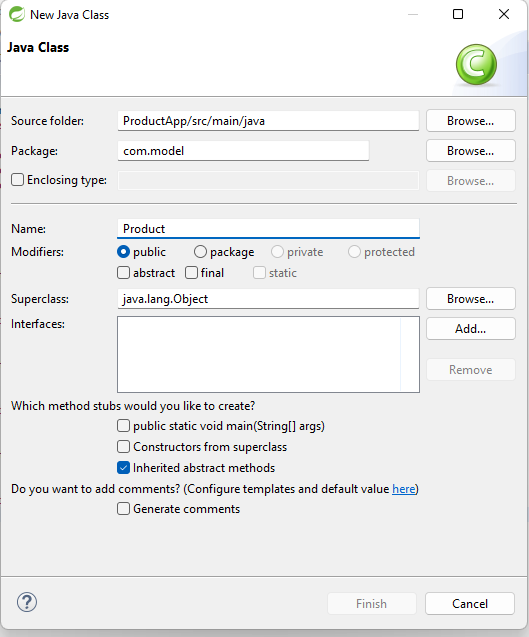 New Java Class
Java Class
C
Source folder: ProductApp/src/main/java Browse...
Package: com.model Browse...
Enclosing type: Browse...
Name: Product
Modifiers: public package private protected
abstract final static
Superclass: java.lang.Object Browse...
Interfaces: Add...
Remove
Which method stubs would you like to create?
public static void main(String[] args)
Constructors from superclass
Inherited abstract methods
Do you want to add comments? (Configure templates and default value here)
Generate comments
? Finish Cancel